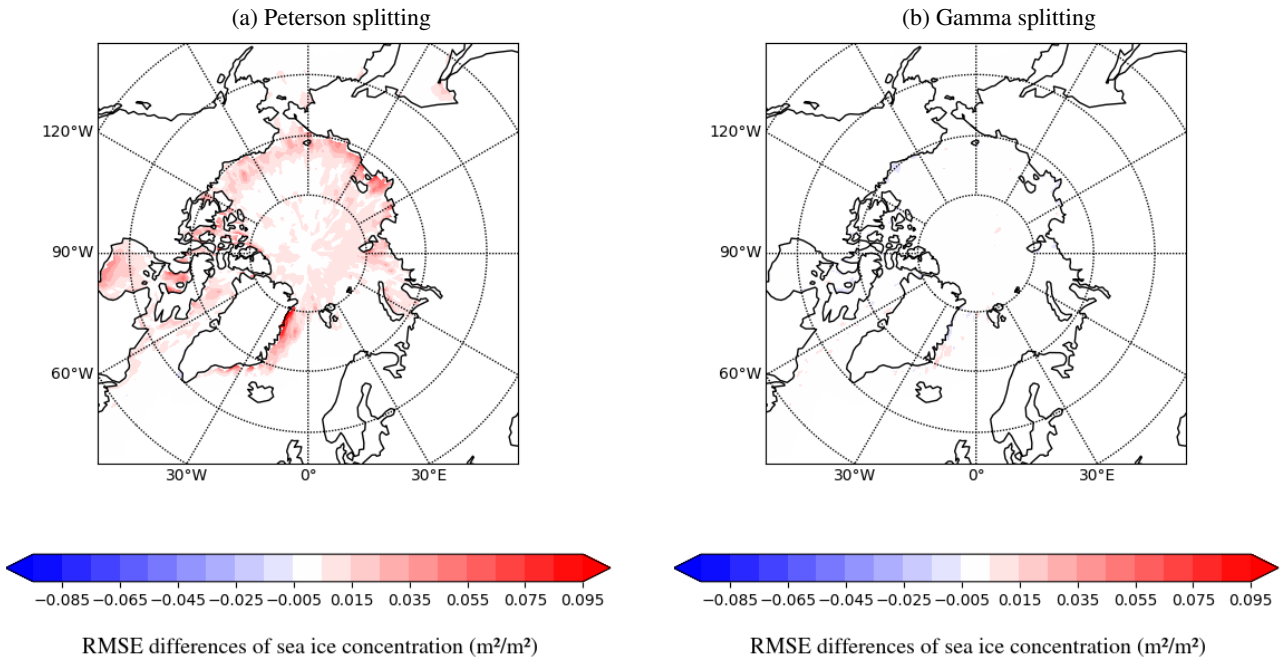 (a) Peterson splitting
(b) Gamma splitting
120°W
90°W
60°W
30°W 0° 30°E
120°W
90°W
60°W
30°W 0° 30°E
−0.085 −0.065 −0.045 −0.025 −0.005 0.015 0.035 0.055 0.075 0.095
−0.085 −0.065 −0.045 −0.025 −0.005 0.015 0.035 0.055 0.075 0.095
RMSE differences of sea ice concentration (m²/m²)
RMSE differences of sea ice concentration (m²/m²)